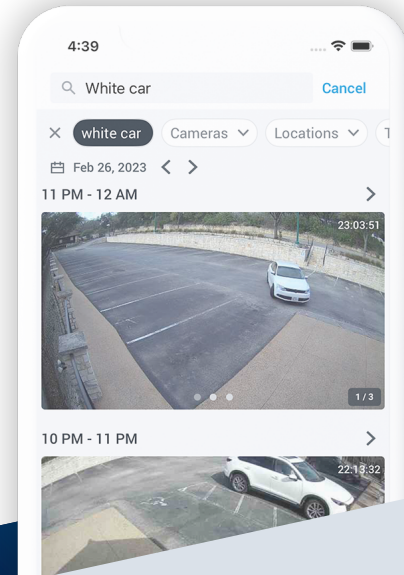 4:39
White car
Cancel
white car
Cameras
Locations
Feb 26, 2023
11 PM - 12 AM
23:03:51
1 / 3
10 PM - 11 PM
22:13:32